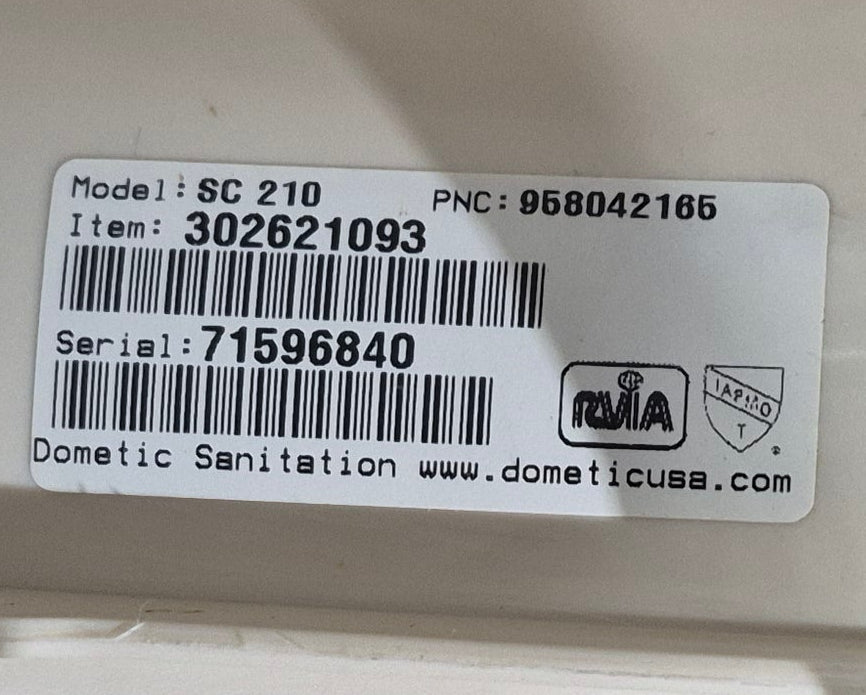 Model: SC 210 PNC: 958042165
Item: 302621093
Serial: 71596840
RVIA
IAPMO
T
Dometic Sanitation www.dometicusa.com